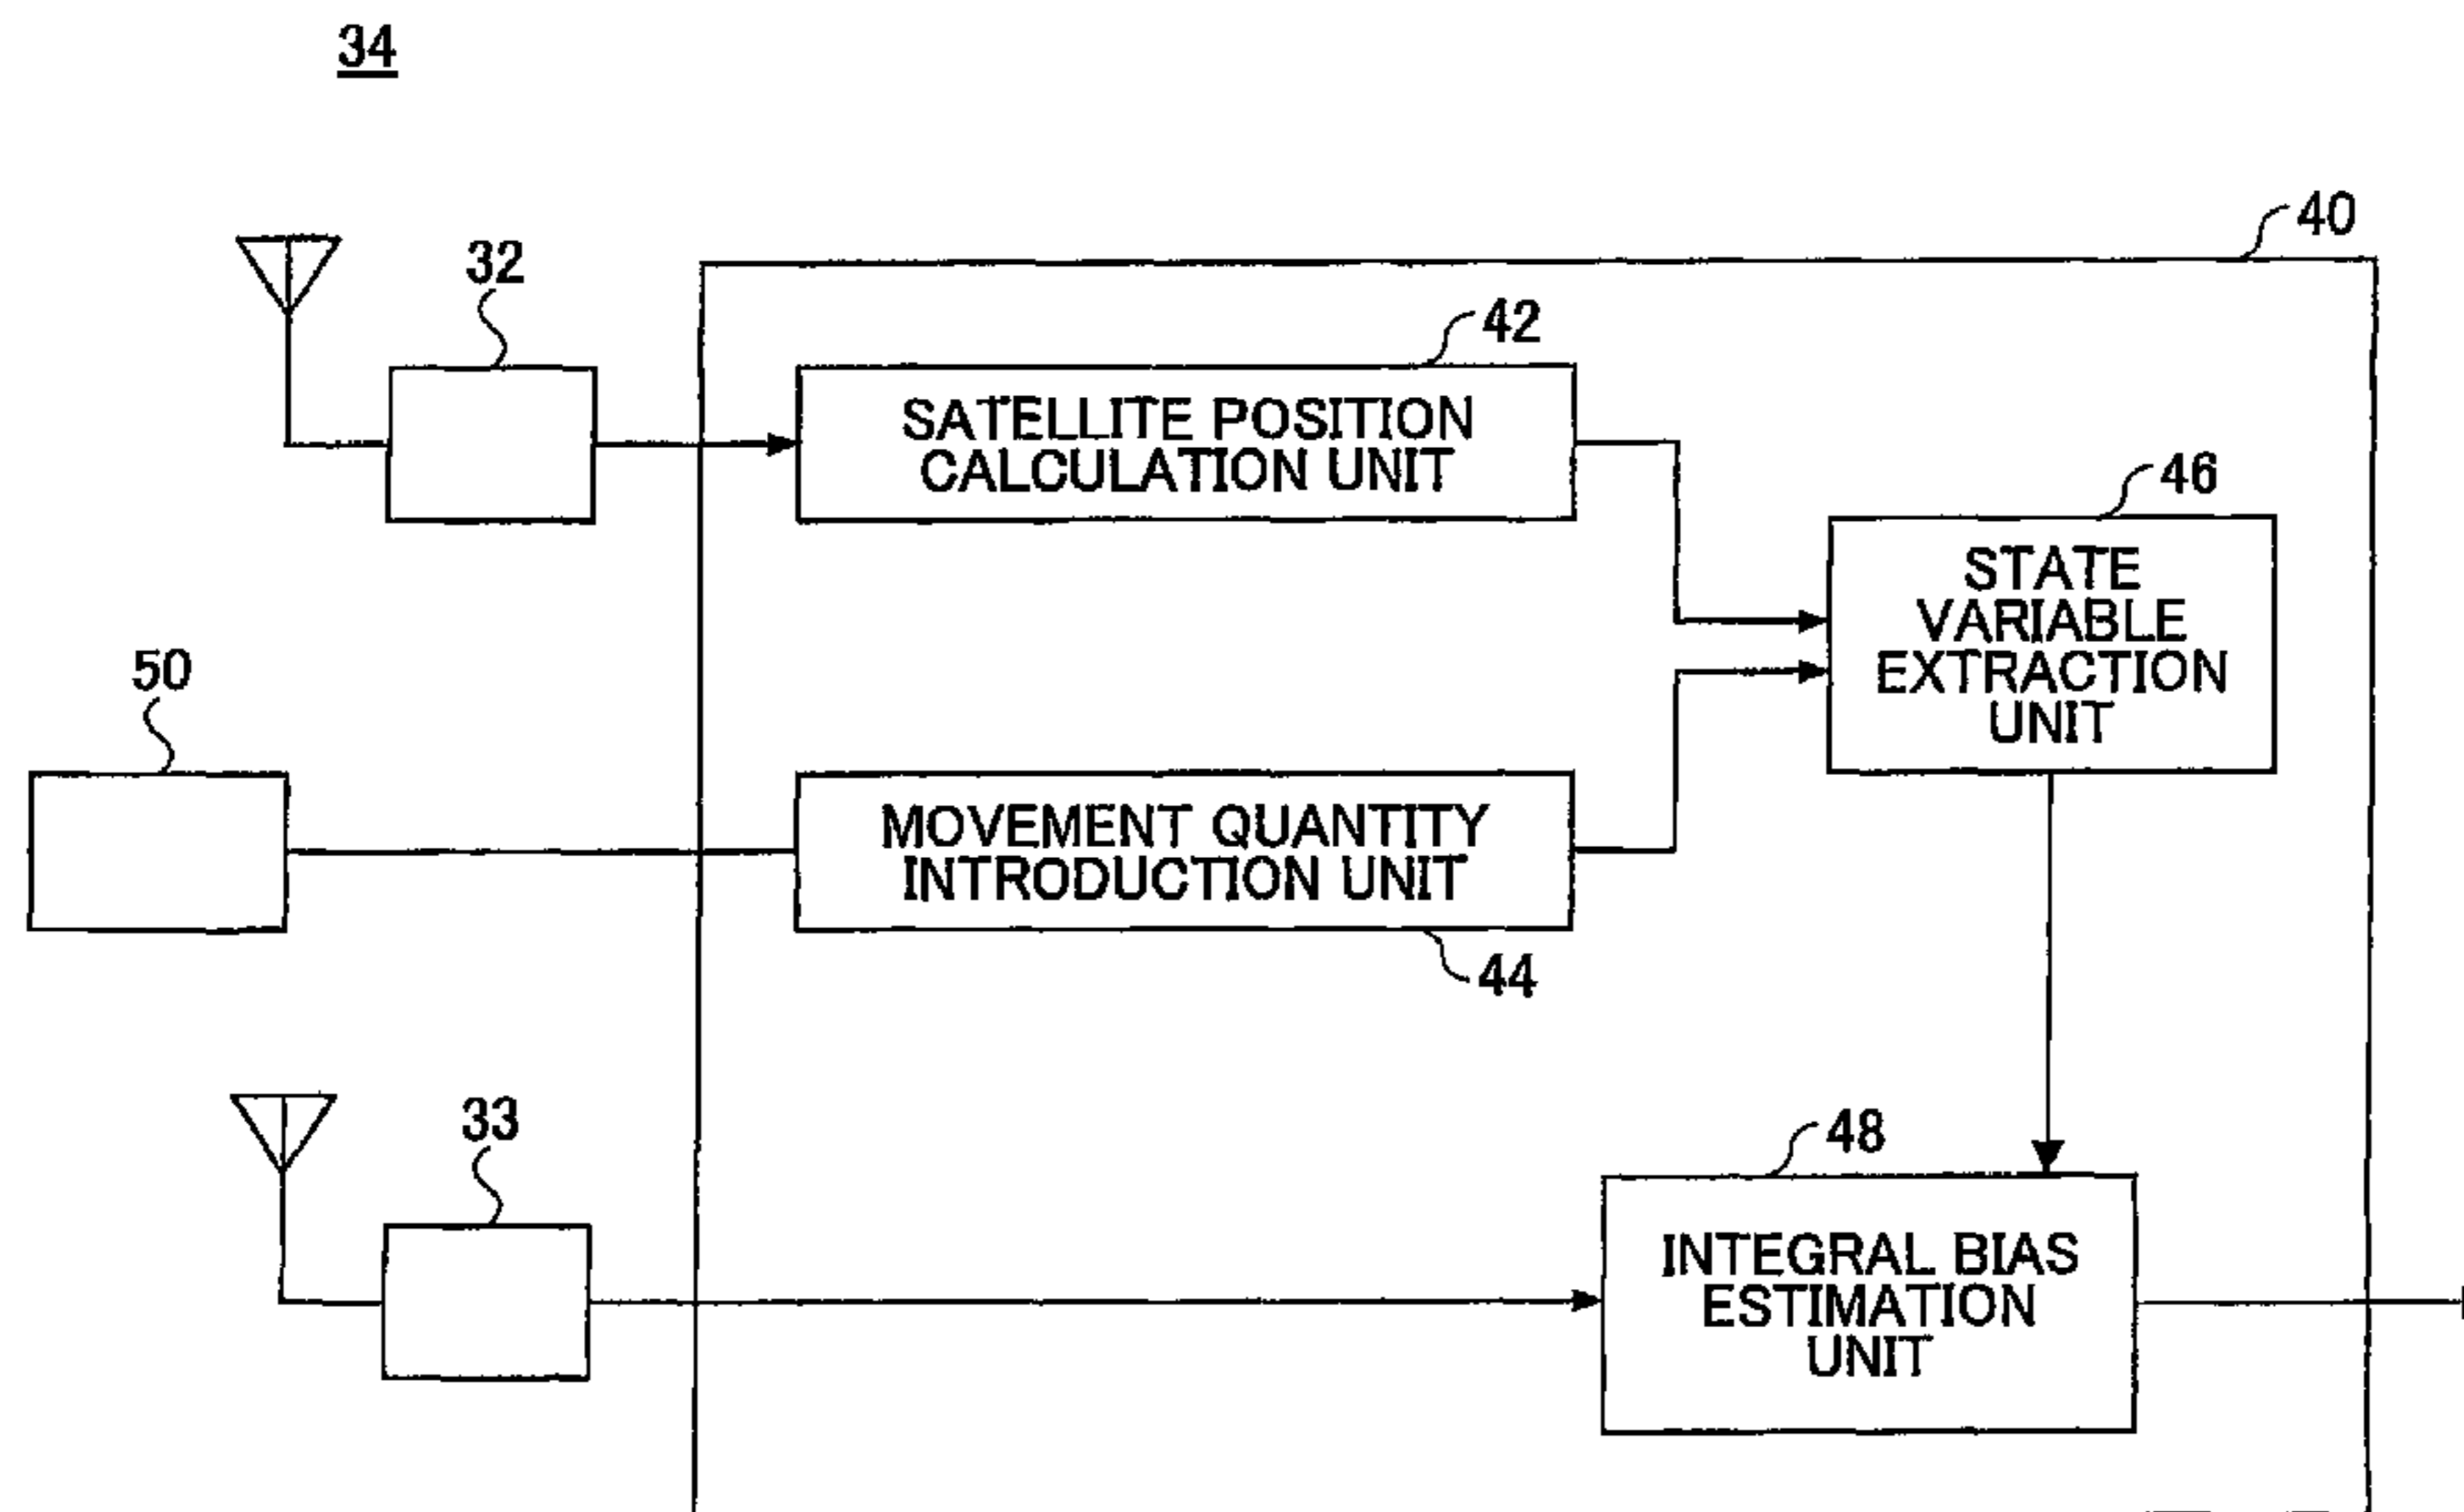 34
40
32
42
SATELLITE POSITION
CALCULATION UNIT
46
STATE
VARIABLE
EXTRACTION
UNIT
50
MOVEMENT QUANTITY
INTRODUCTION UNIT
44
33
48
INTEGRAL BIAS
ESTIMATION
UNIT